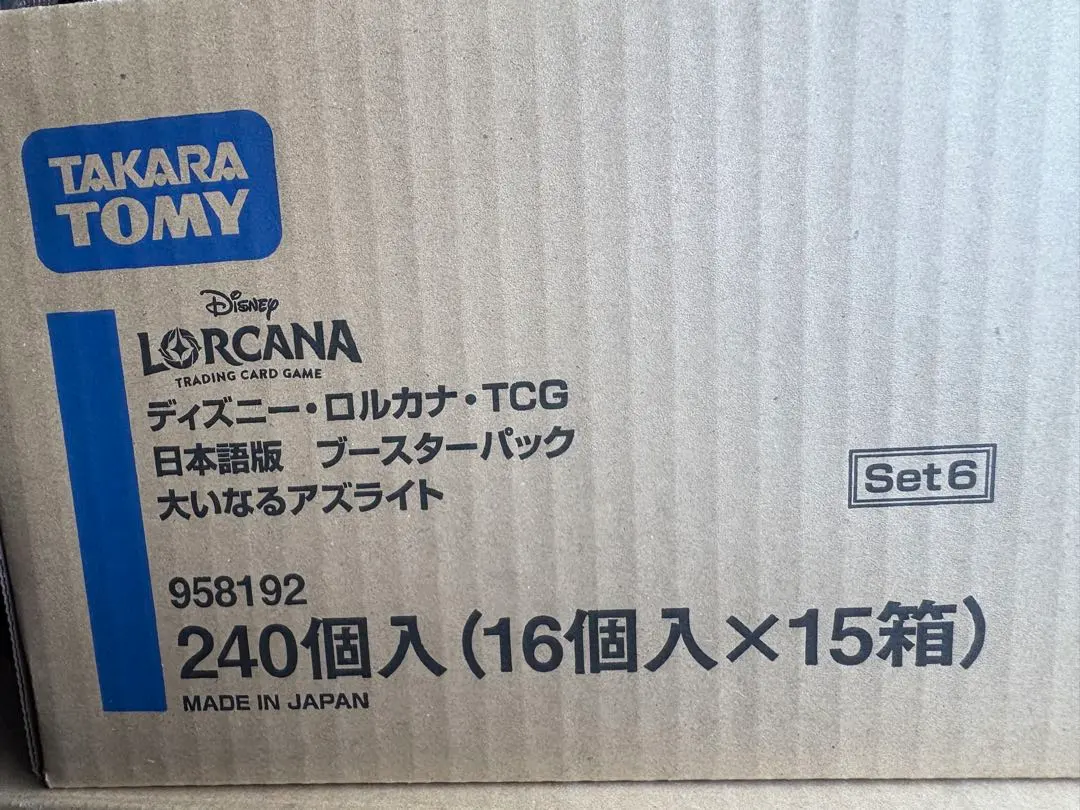 TAKARA
TOMY
Disney
LORCANA
TRADING CARD GAME
ディズニー・ロルカナ・TCG
日本語版 ブースターパック
大いなるアズライト
Set6
958192
240個入(16個入×15箱)
MADE IN JAPAN